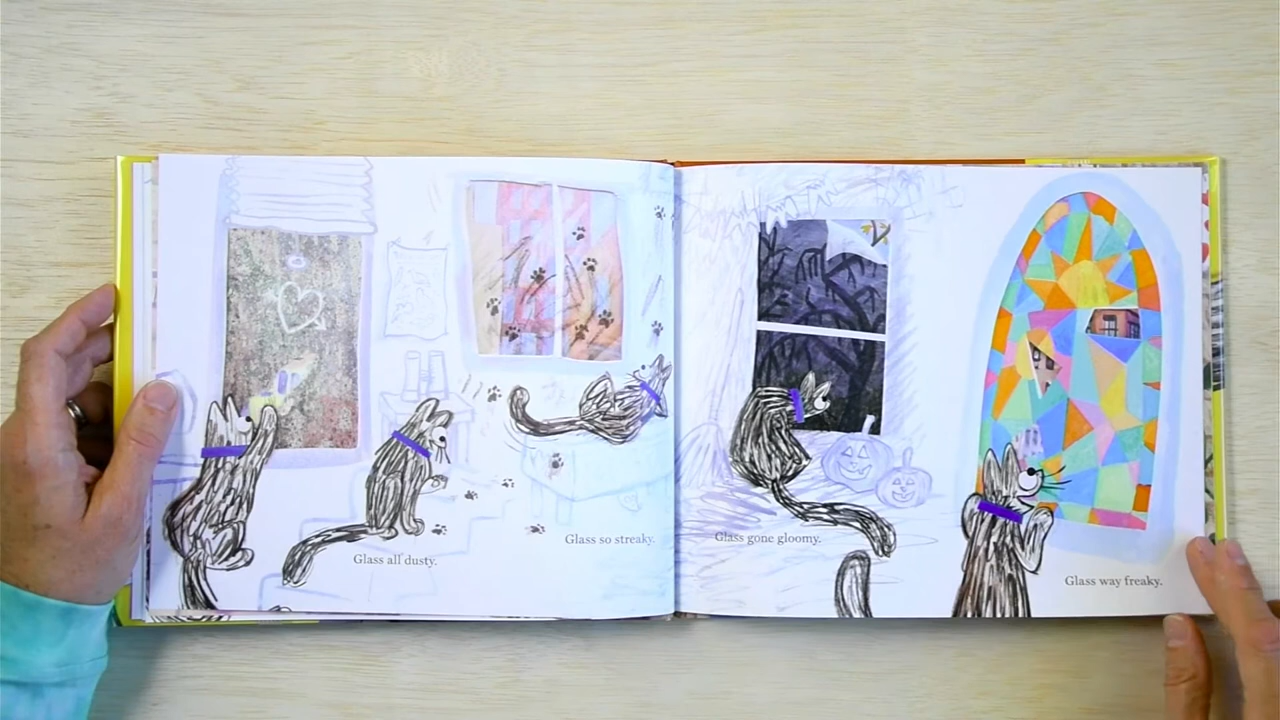 Glass all dusty.
Glass so streaky.
Glass gone gloomy.
Glass way freaky.